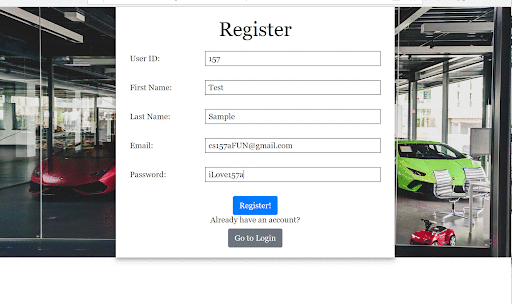 Register
User ID: 157
First Name: Test
Last Name: Sample
Email: cs157aFUN@gmail.com
Password: iLove157a
Register!
Already have an account?
Go to Login